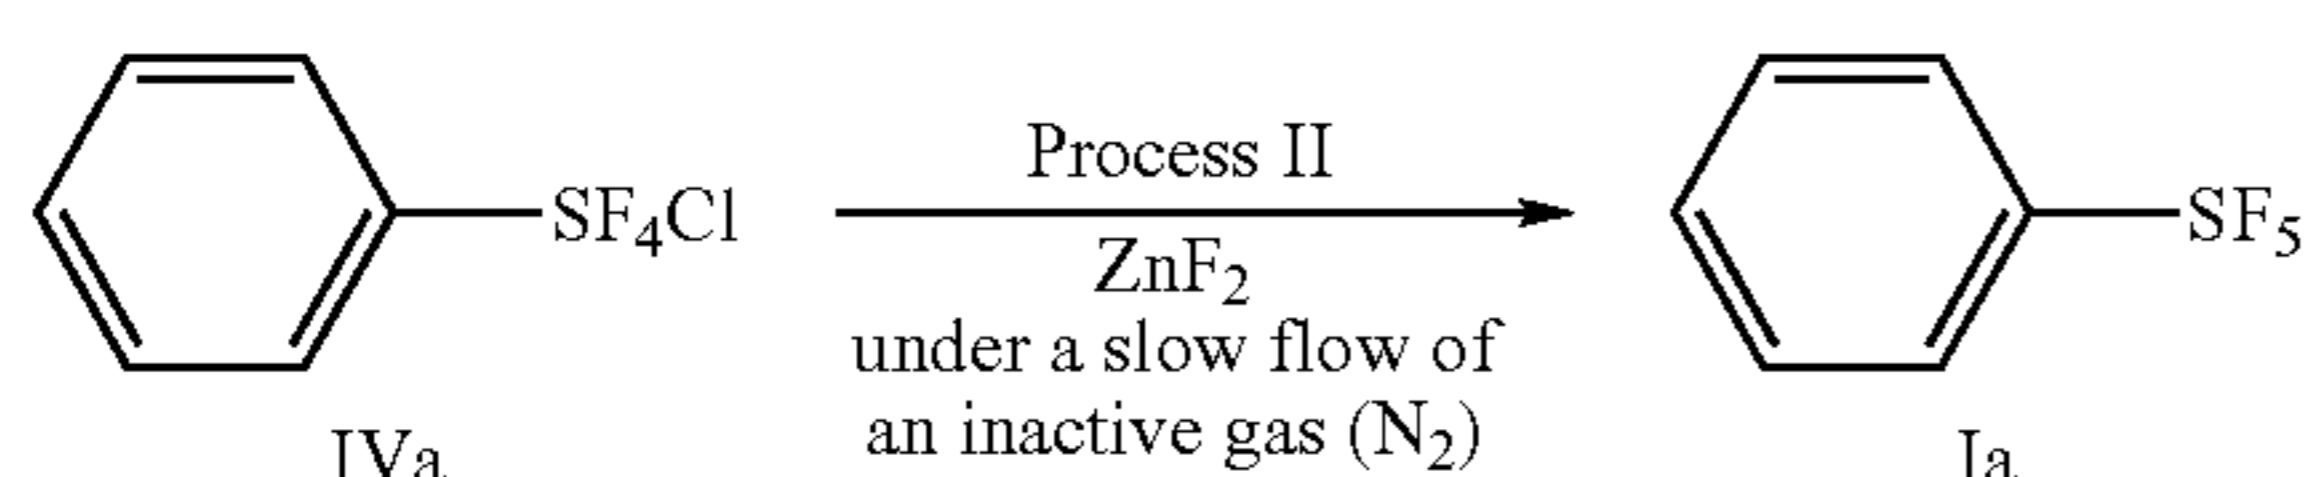 Process II
SF₄Cl
SF₅
ZnF₂
under a slow flow of
an inactive gas (N₂)
IVa
Ia